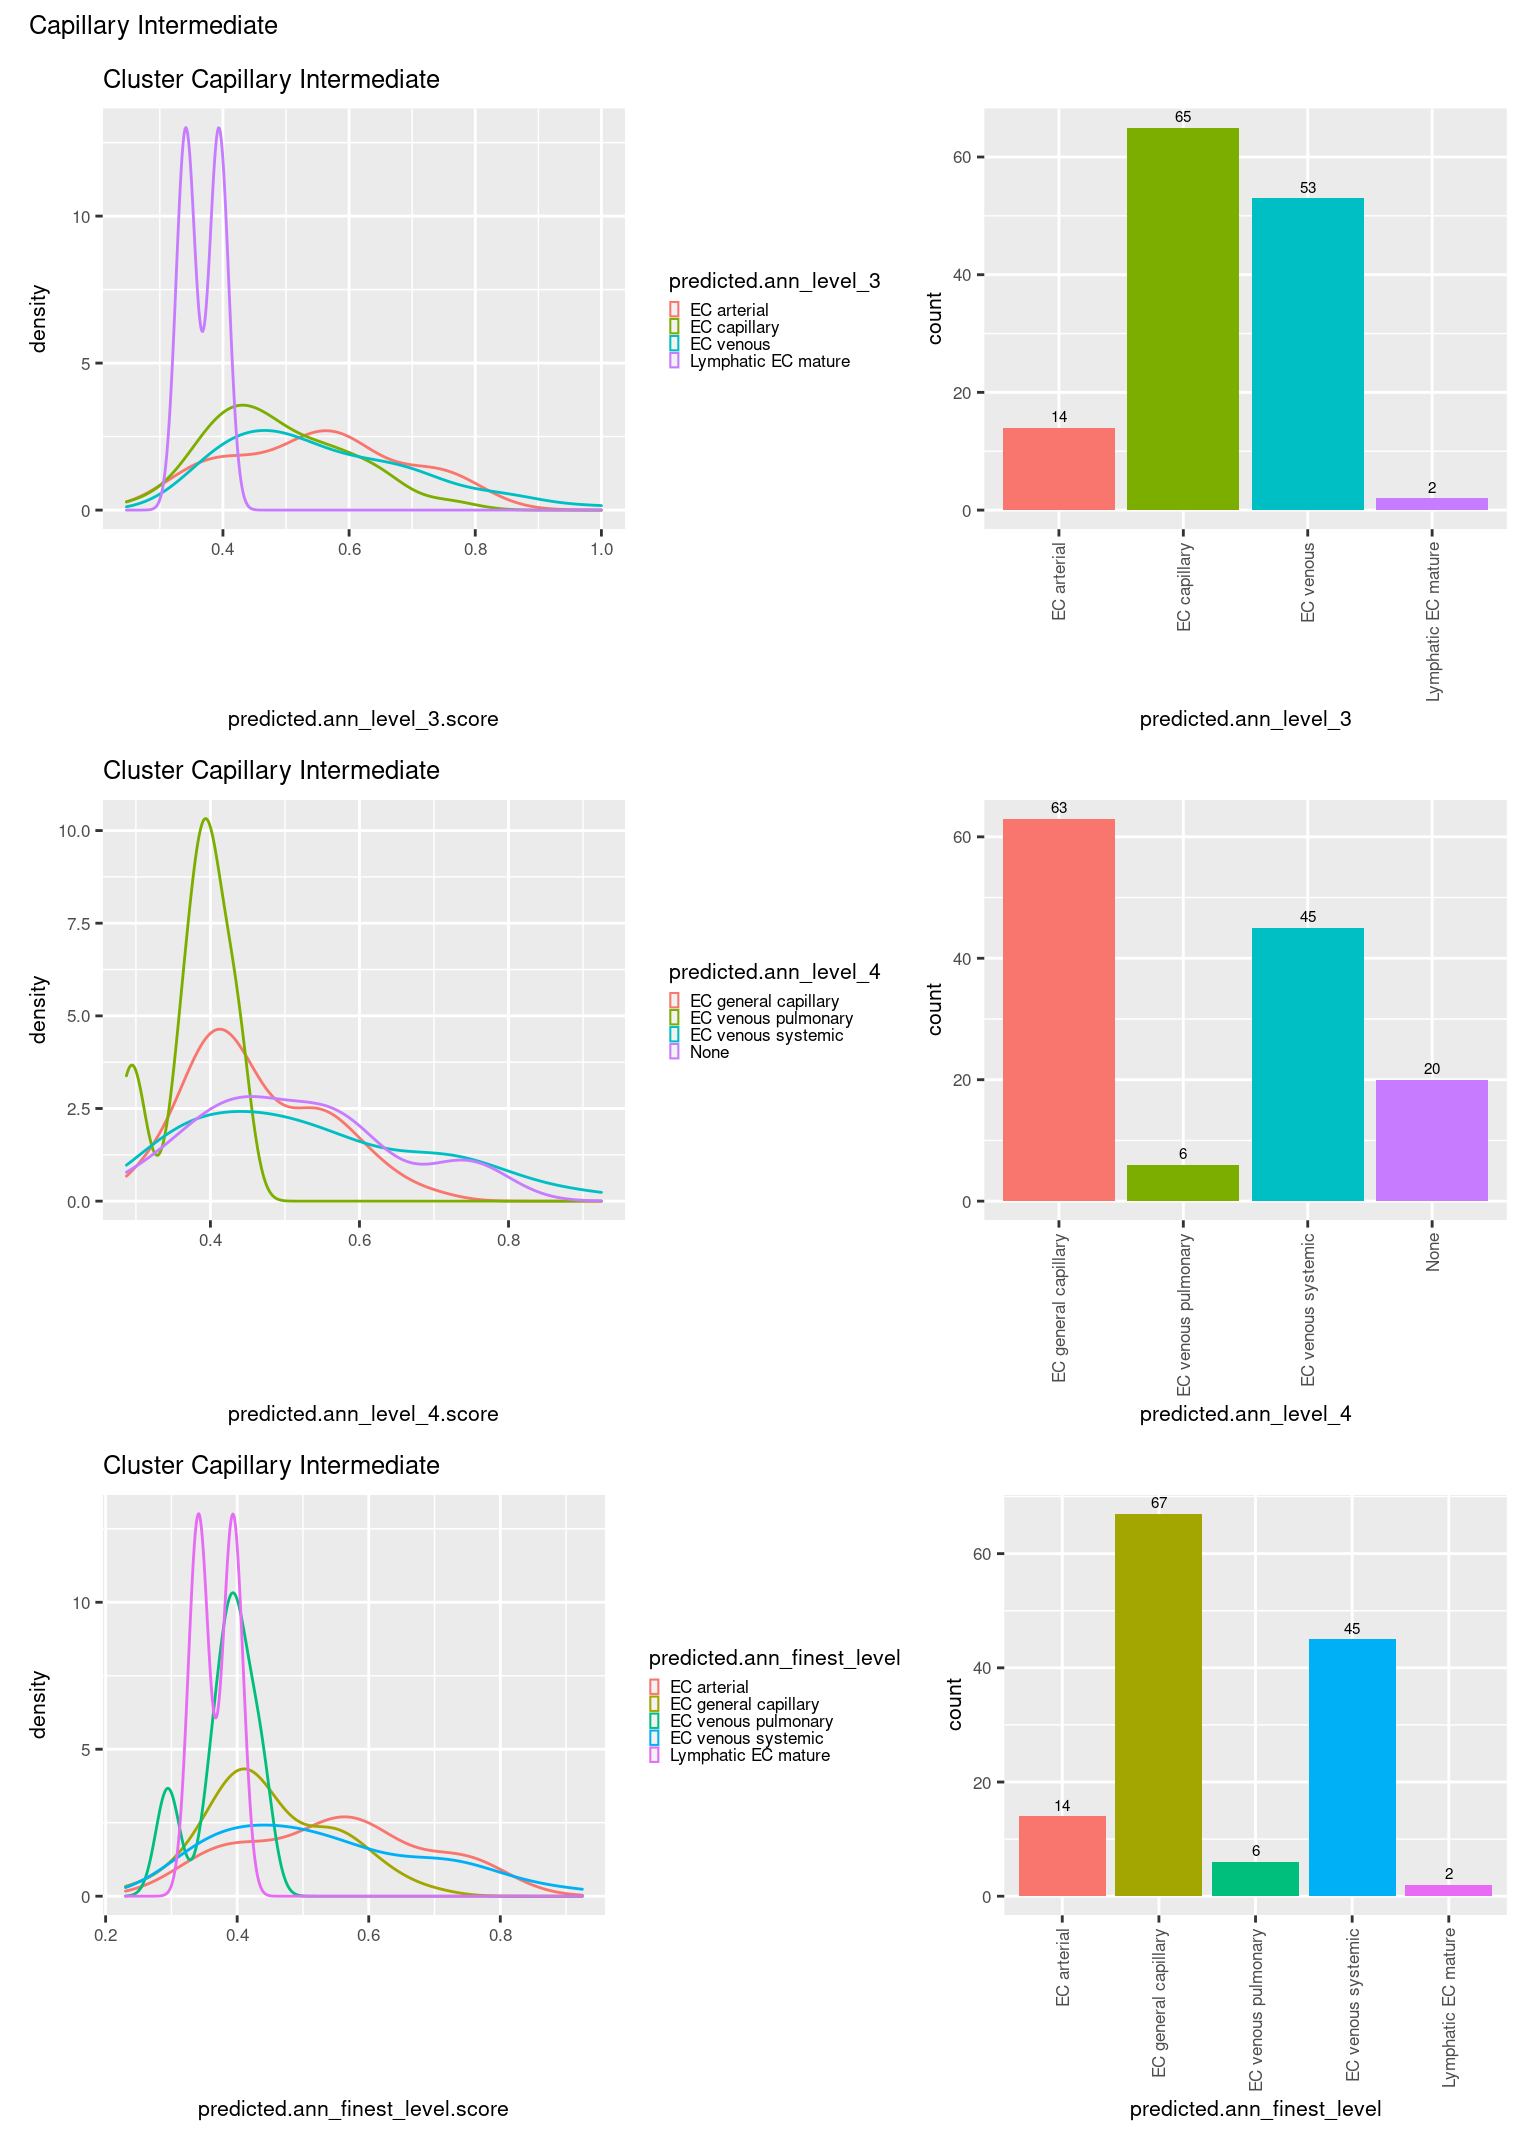 Capillary Intermediate
Cluster Capillary Intermediate
density
10
5
0
0.4
0.6
0.8
1.0
predicted.ann_level_3.score
predicted.ann_level_3
EC arterial
EC capillary
EC venous
Lymphatic EC mature
count
60
40
20
0
14
65
53
2
EC arterial
EC capillary
EC venous
Lymphatic EC mature
predicted.ann_level_3
Cluster Capillary Intermediate
density
10.0
7.5
5.0
2.5
0.0
0.4
0.6
0.8
predicted.ann_level_4.score
predicted.ann_level_4
EC general capillary
EC venous pulmonary
EC venous systemic
None
count
60
40
20
0
63
6
45
20
EC general capillary
EC venous pulmonary
EC venous systemic
None
predicted.ann_level_4
Cluster Capillary Intermediate
density
10
5
0
0.2
0.4
0.6
0.8
predicted.ann_finest_level.score
predicted.ann_finest_level
EC arterial
EC general capillary
EC venous pulmonary
EC venous systemic
Lymphatic EC mature
count
60
40
20
0
14
67
6
45
2
EC arterial
EC general capillary
EC venous pulmonary
EC venous systemic
Lymphatic EC mature
predicted.ann_finest_level